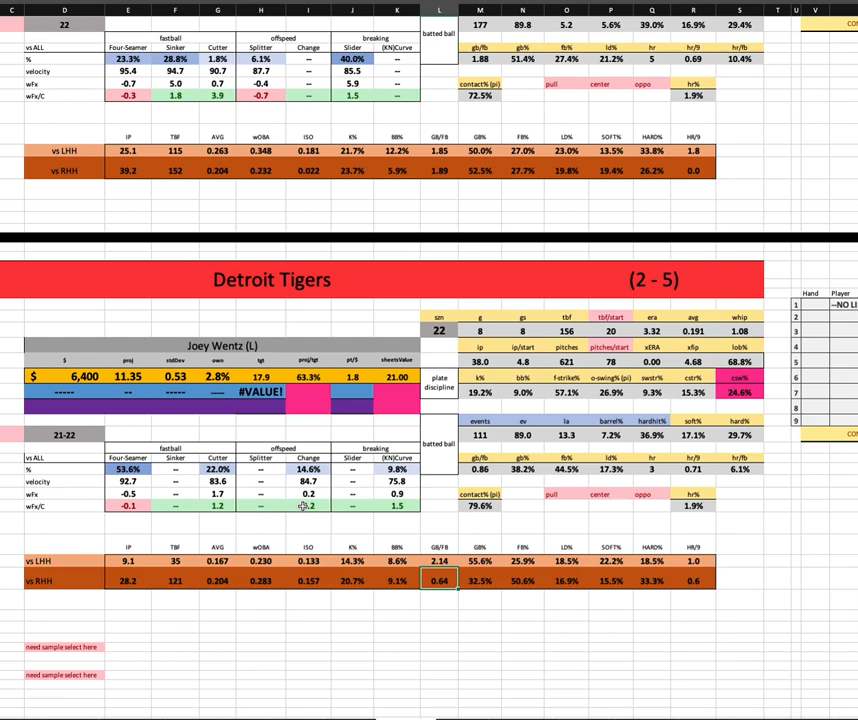 C D E F G H I J K L M N O P Q R S T U V
22 177 89.8 5.2 5.6% 39.0% 16.9% 29.4%
fastball offspeed breaking batted ball
vs ALL Four-Seamer Sinker Cutter Splitter Change Slider (KN)Curve gb/fb gb% fb% ld% hr hr/9 hr/fb
% 23.3% 28.8% 1.8% 6.1% -- 40.0% -- 1.88 51.4% 27.4% 21.2% 5 0.69 10.4%
velocity 95.4 94.7 90.7 87.7 -- 85.5 --
wFx -0.7 5.0 0.7 -0.4 -- 5.9 -- contact% (pi) pull center oppo hr%
wFx/C -0.3 1.8 3.9 -0.7 -- 1.5 -- 72.5% 1.9%
IP TBF AVG wOBA ISO K% BB% GB/FB GB% FB% LD% SOFT% HARD% HR/9
vs LHH 25.1 115 0.263 0.348 0.181 21.7% 12.2% 1.85 50.0% 27.0% 23.0% 13.5% 33.8% 1.8
vs RHH 39.2 152 0.204 0.232 0.022 23.7% 5.9% 1.89 52.5% 27.7% 19.8% 19.4% 26.2% 0.0
Detroit Tigers (2 - 5)
Hand Player
1 --NO LI
szn g gs tbf tbf/start era avg whip 2
22 8 8 156 20 3.32 0.191 1.08 3
Joey Wentz (L) ip ip/start pitches pitches/start xERA xfip lob% 4
$ proj stdDev own tgt proj/tgt pt/$ sheetsValue 38.0 4.8 621 78 0.00 4.68 68.8% 5
$ 6,400 11.35 0.53 2.8% 17.9 63.3% 1.8 21.00 plate discipline k% bb% f-strike% o-swing% (pi) swstr% cstr% csw% 6
----- -- ----- ---- #VALUE! 19.2% 9.0% 57.1% 26.9% 9.3% 15.3% 24.6% 7
8
events ev la barrel% hardhit% soft% hard% 9
21-22 111 89.0 13.3 7.2% 36.9% 17.1% 29.7%
fastball offspeed breaking batted ball
vs ALL Four-Seamer Sinker Cutter Splitter Change Slider (KN)Curve gb/fb gb% fb% ld% hr hr/9 hr/fb
% 53.6% -- 22.0% -- 14.6% -- 9.8% 0.86 38.2% 44.5% 17.3% 3 0.71 6.1%
velocity 92.7 -- 83.6 -- 84.7 -- 75.8
wFx -0.5 -- 1.7 -- 0.2 -- 0.9 contact% (pi) pull center oppo hr%
wFx/C -0.1 -- 1.2 -- .2 -- 1.5 79.6% 1.9%
IP TBF AVG wOBA ISO K% BB% GB/FB GB% FB% LD% SOFT% HARD% HR/9
vs LHH 9.1 35 0.167 0.230 0.133 14.3% 8.6% 2.14 55.6% 25.9% 18.5% 22.2% 18.5% 1.0
vs RHH 28.2 121 0.204 0.283 0.157 20.7% 9.1% 0.64 32.5% 50.6% 16.9% 15.5% 33.3% 0.6
need sample select here
need sample select here